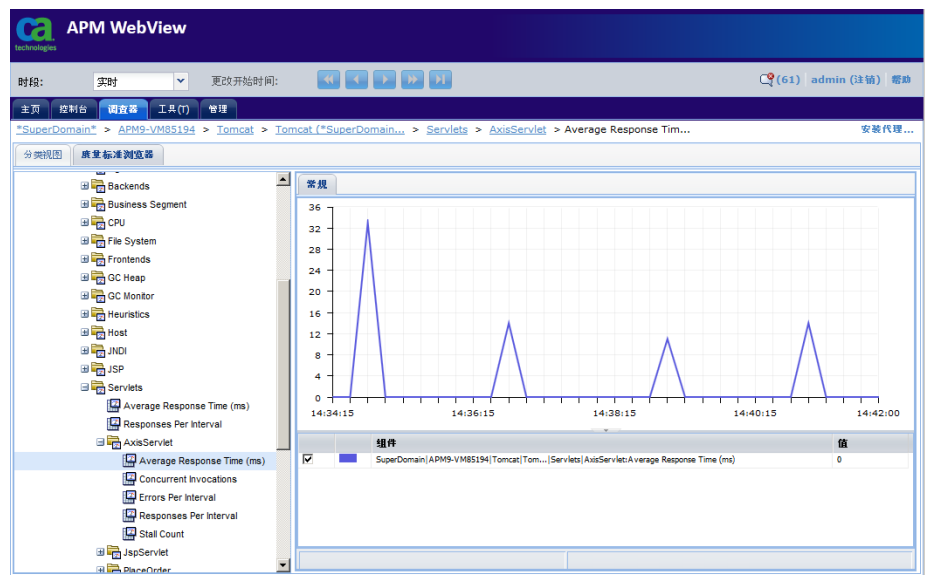 ca
technologies
APM WebView
时段: 实时 更改开始时间: (61) admin (注销) 帮助
主页 控制台 调查器 工具(T) 管理
*SuperDomain* > APM9-VM85194 > Tomcat > Tomcat (*SuperDomain... > Servlets > AxisServlet > Average Response Tim... 安装代理...
分类视图 质量标准浏览器
Backends
Business Segment
CPU
File System
Frontends
GC Heap
GC Monitor
Heuristics
Host
JNDI
JSP
Servlets
Average Response Time (ms)
Responses Per Interval
AxisServlet
Average Response Time (ms)
Concurrent Invocations
Errors Per Interval
Responses Per Interval
Stall Count
JspServlet
PlaceOrder
常规
36
32
28
24
20
16
12
8
4
0
14:34:15 14:36:15 14:38:15 14:40:15 14:42:00
组件 值
SuperDomain|APM9-VM85194|Tomcat|Tom...|Servlets|AxisServlet:Average Response Time (ms) 0